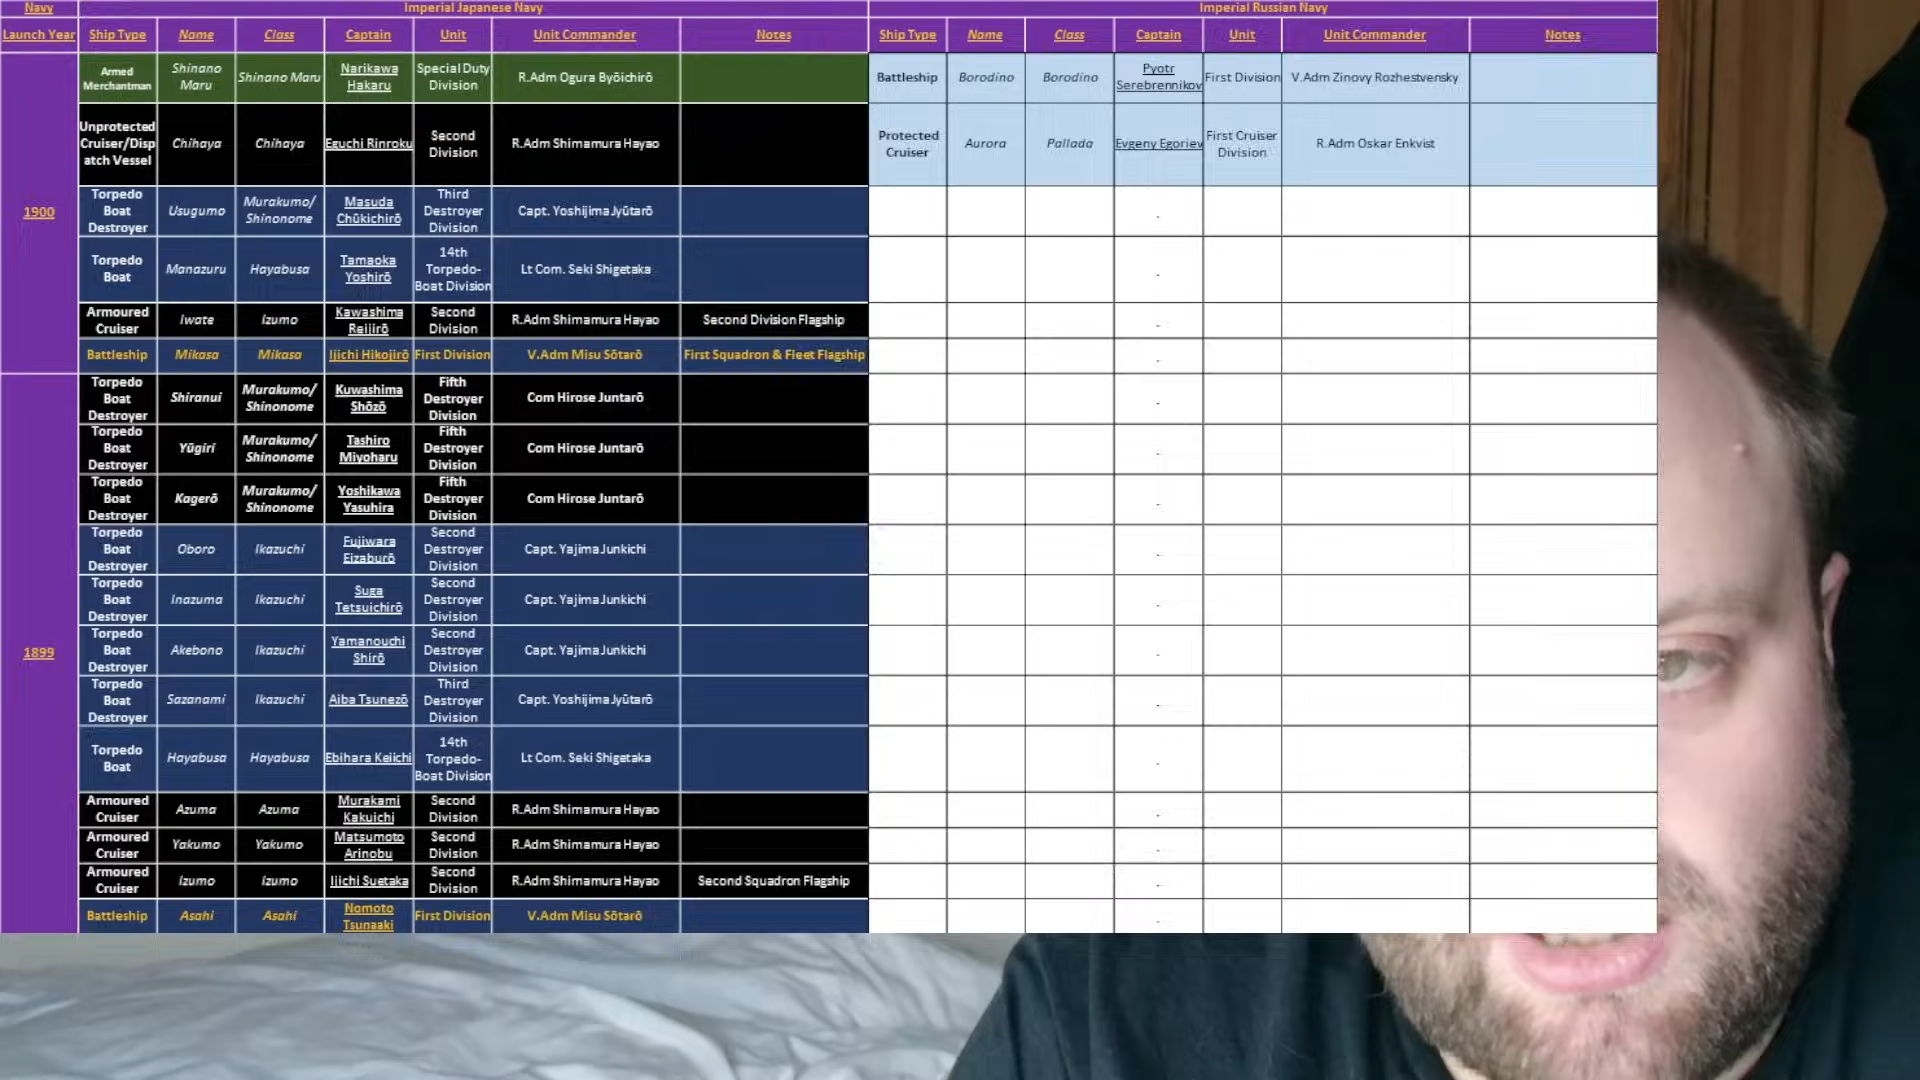 Navy Imperial Japanese Navy Imperial Russian Navy
Launch Year Ship Type Name Class Captain Unit Unit Commander Notes Ship Type Name Class Captain Unit Unit Commander Notes
1900
Armed Merchantman Shinano Maru Shinano Maru Narikawa Hakaru Special Duty Division R.Adm Ogura Byōichirō Battleship Borodino Borodino Pyotr Serebrennikov First Division V.Adm Zinovy Rozhestvensky
Unprotected Cruiser/Disp atch Vessel Chihaya Chihaya Eguchi Rinroku Second Division R.Adm Shimamura Hayao Protected Cruiser Aurora Pallada Evgeny Egoriev First Cruiser Division R.Adm Oskar Enkvist
Torpedo Boat Destroyer Usugumo Murakumo/ Shinonome Masuda Chūkichirō Third Destroyer Division Capt. Yoshijima Jyūtarō .
Torpedo Boat Manazuru Hayabusa Tamaoka Yoshirō 14th Torpedo- Boat Division Lt Com. Seki Shigetaka .
Armoured Cruiser Iwate Izumo Kawashima Reijirō Second Division R.Adm Shimamura Hayao Second Division Flagship .
Battleship Mikasa Mikasa Ijichi Hikojirō First Division V.Adm Misu Sōtarō First Squadron & Fleet Flagship .
1899
Torpedo Boat Destroyer Shiranui Murakumo/ Shinonome Kuwashima Shōzō Fifth Destroyer Division Com Hirose Juntarō .
Torpedo Boat Destroyer Yūgiri Murakumo/ Shinonome Tashiro Miyoharu Fifth Destroyer Division Com Hirose Juntarō .
Torpedo Boat Destroyer Kagerō Murakumo/ Shinonome Yoshikawa Yasuhira Fifth Destroyer Division Com Hirose Juntarō .
Torpedo Boat Destroyer Oboro Ikazuchi Fujiwara Eizaburō Second Destroyer Division Capt. Yajima Junkichi .
Torpedo Boat Destroyer Inazuma Ikazuchi Suga Tetsuichirō Second Destroyer Division Capt. Yajima Junkichi .
Torpedo Boat Destroyer Akebono Ikazuchi Yamanouchi Shirō Second Destroyer Division Capt. Yajima Junkichi .
Torpedo Boat Destroyer Sazanami Ikazuchi Aiba Tsunezō Third Destroyer Division Capt. Yoshijima Jyūtarō .
Torpedo Boat Hayabusa Hayabusa Ebihara Keiichi 14th Torpedo- Boat Division Lt Com. Seki Shigetaka .
Armoured Cruiser Azuma Azuma Murakami Kakuichi Second Division R.Adm Shimamura Hayao .
Armoured Cruiser Yakumo Yakumo Matsumoto Arinobu Second Division R.Adm Shimamura Hayao .
Armoured Cruiser Izumo Izumo Ijichi Suetaka Second Division R.Adm Shimamura Hayao Second Squadron Flagship .
Battleship Asahi Asahi Nomoto Tsunaaki First Division V.Adm Misu Sōtarō .